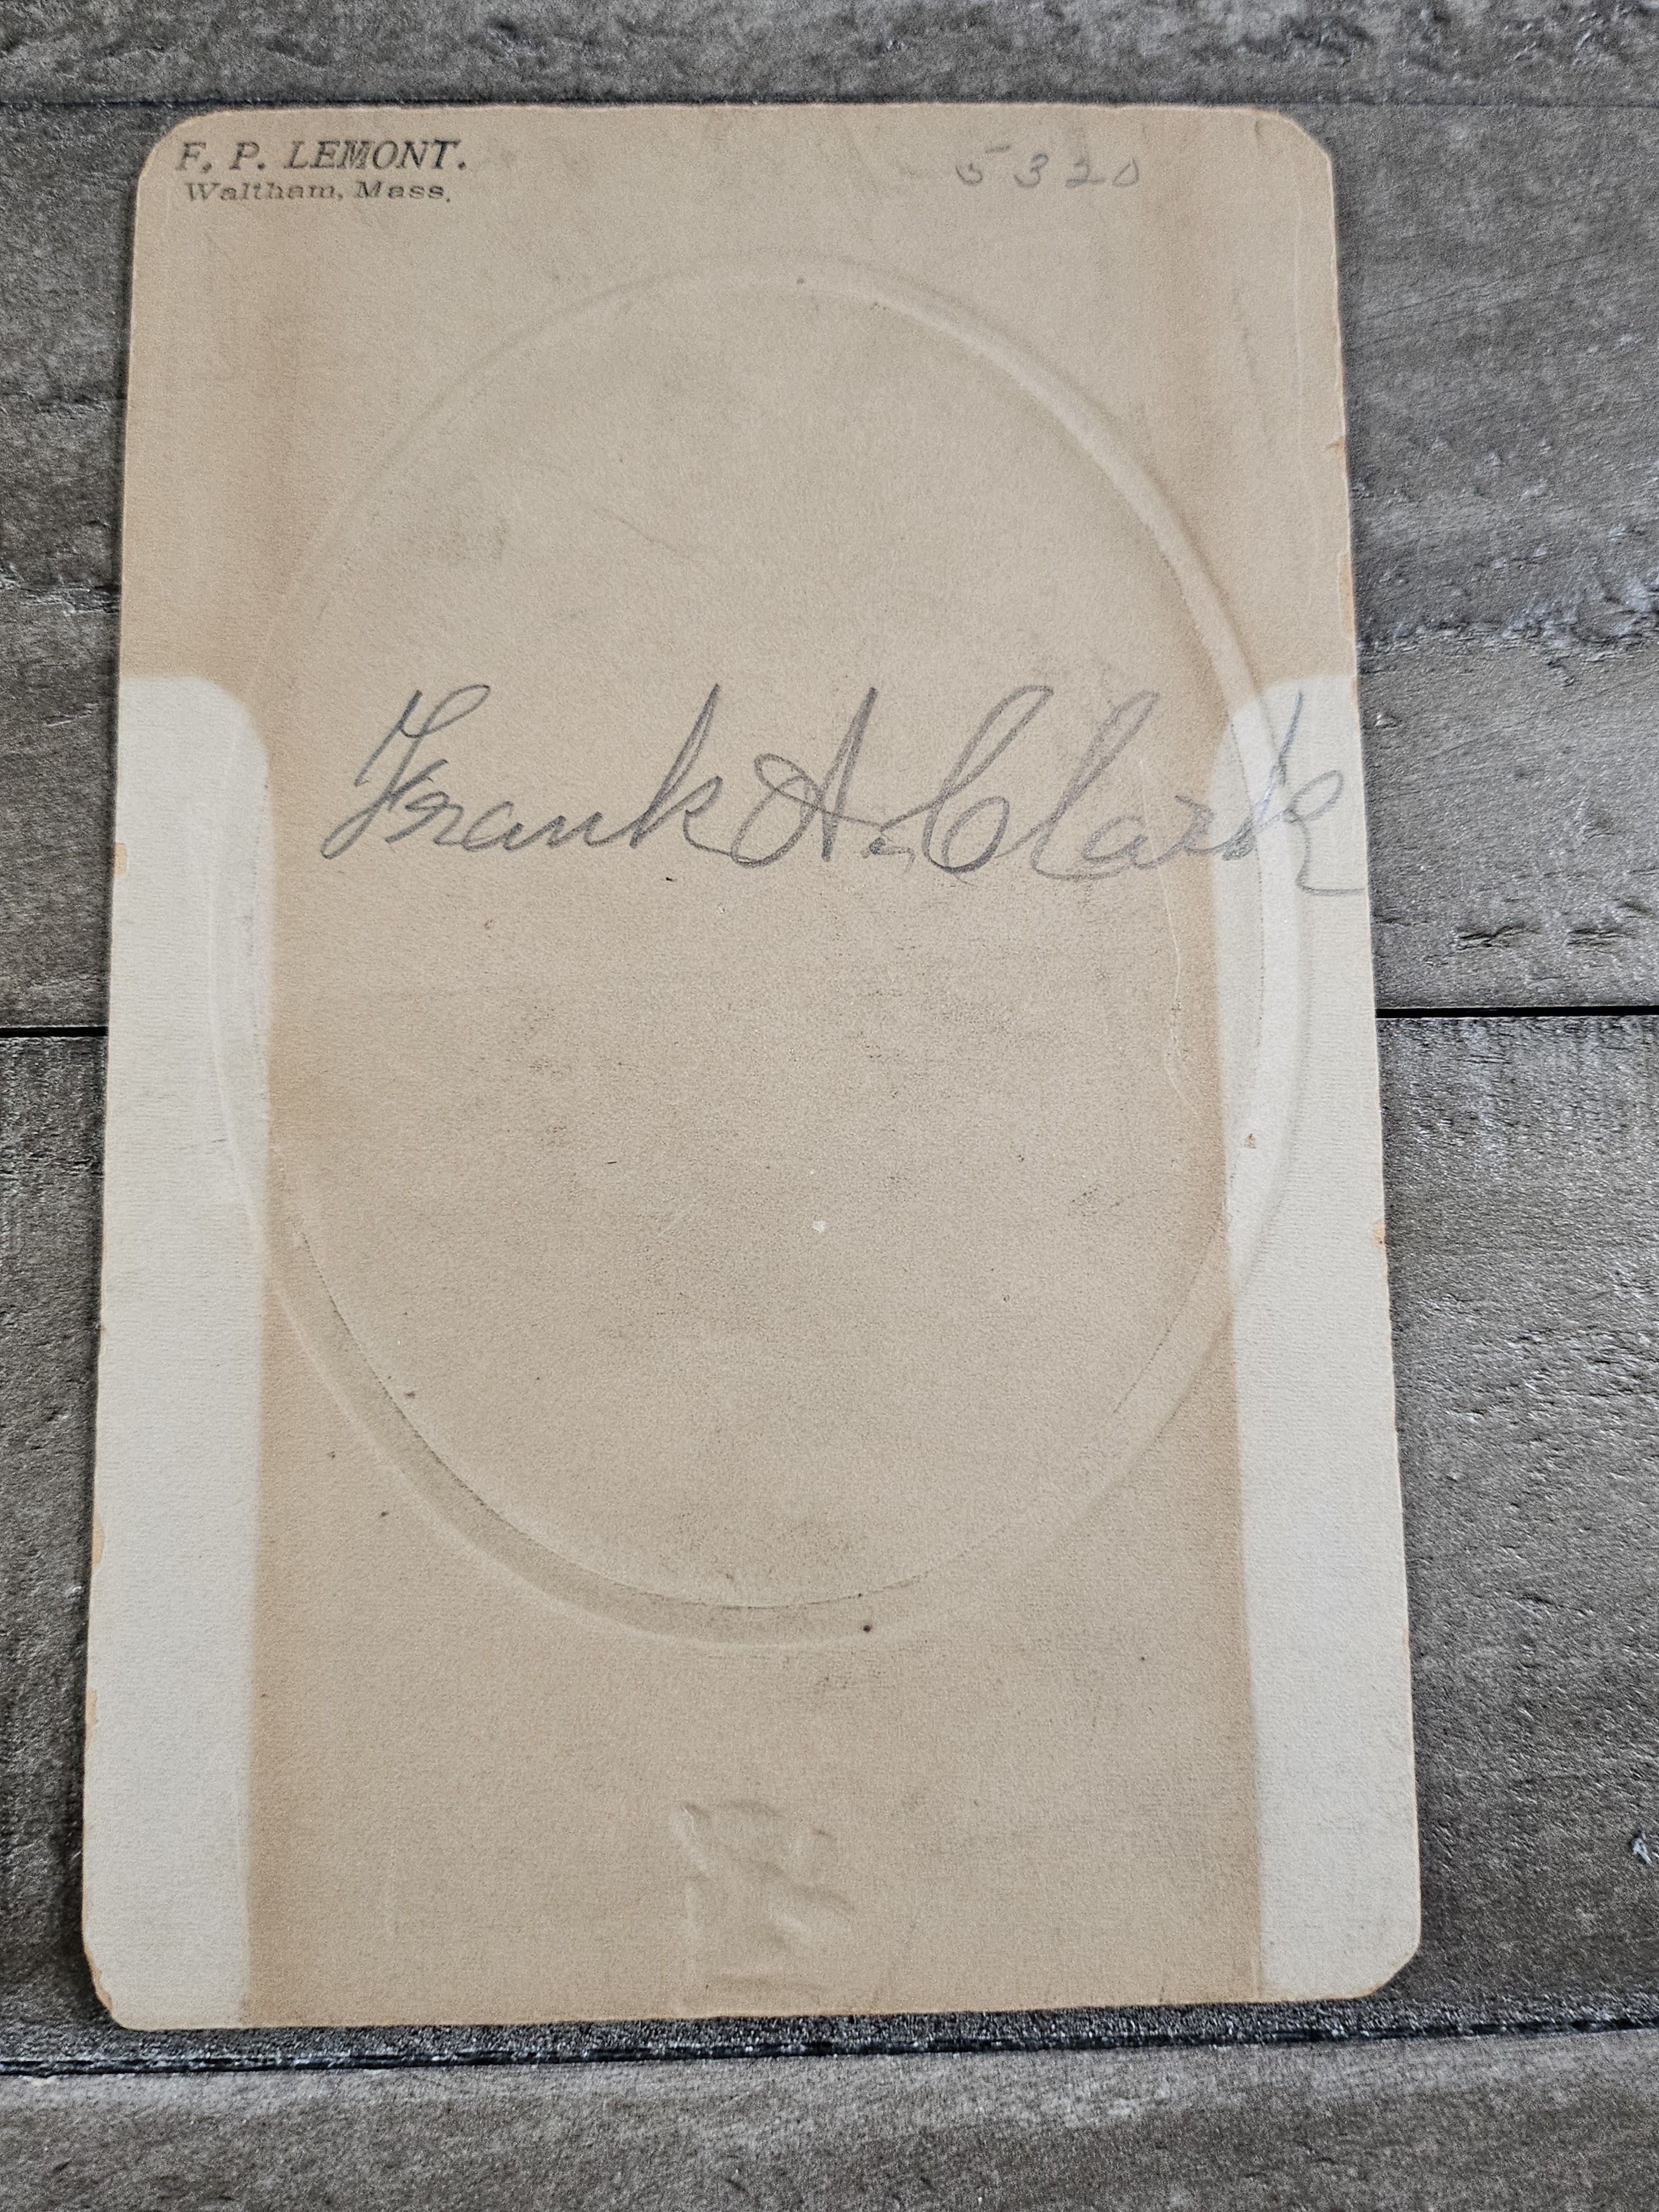 F. P. LEMONT.
Waltham, Mass.
5320
Frank A. Clark